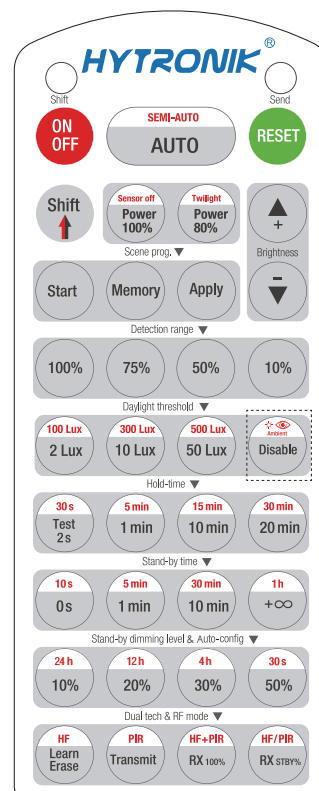 HYTRONIK®
Shift Send
ON
OFF
SEMI-AUTO
AUTO
RESET
Shift
Sensor off
Power
100%
Twilight
Power
80%
+
Scene prog. ▼
Brightness
Start Memory Apply
−
Detection range ▼
100% 75% 50% 10%
Daylight threshold ▼
100 Lux 300 Lux 500 Lux Ambient
2 Lux 10 Lux 50 Lux Disable
Hold-time ▼
30 s 5 min 15 min 30 min
Test
2 s
1 min 10 min 20 min
Stand-by time ▼
10 s 5 min 30 min 1 h
0 s 1 min 10 min +∞
Stand-by dimming level & Auto-config ▼
24 h 12 h 4 h 30 s
10% 20% 30% 50%
Dual tech & RF mode ▼
HF PIR HF+PIR HF/PIR
Learn
Erase
Transmit RX 100% RX STBY%